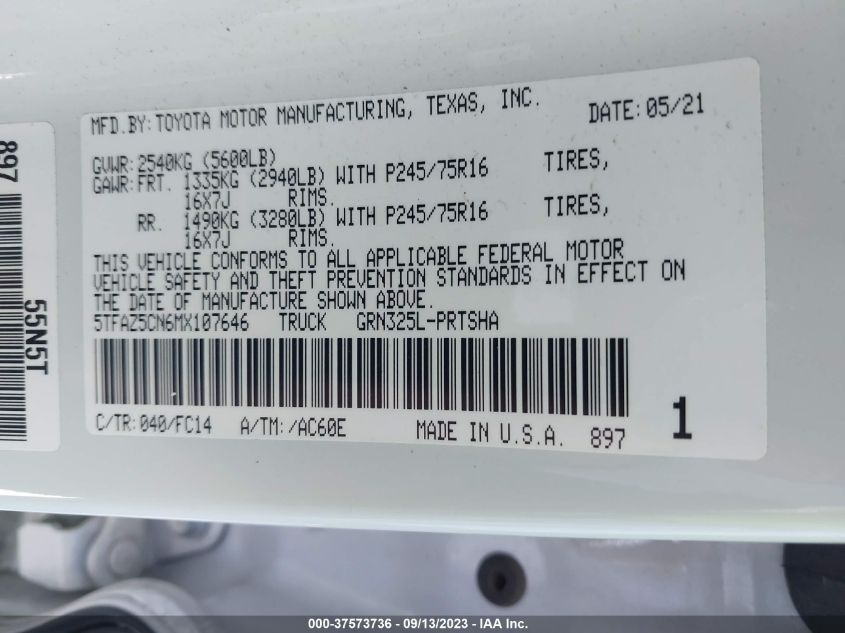 MFD.BY:TOYOTA MOTOR MANUFACTURING, TEXAS, INC. DATE:05/21
GVWR:2540KG (5600LB)
GAWR:FRT. 1335KG (2940LB) WITH P245/75R16 TIRES,
16X7J RIMS.
RR. 1490KG (3280LB) WITH P245/75R16 TIRES,
16X7J RIMS.
THIS VEHICLE CONFORMS TO ALL APPLICABLE FEDERAL MOTOR
VEHICLE SAFETY AND THEFT PREVENTION STANDARDS IN EFFECT ON
THE DATE OF MANUFACTURE SHOWN ABOVE.
5TFAZ5CN6MX107646 TRUCK GRN325L-PRTSHA
C/TR:040/FC14 A/TM:/AC60E MADE IN U.S.A. 897 1
897
55N5T
000-37573736 - 09/13/2023 - IAAI Inc.